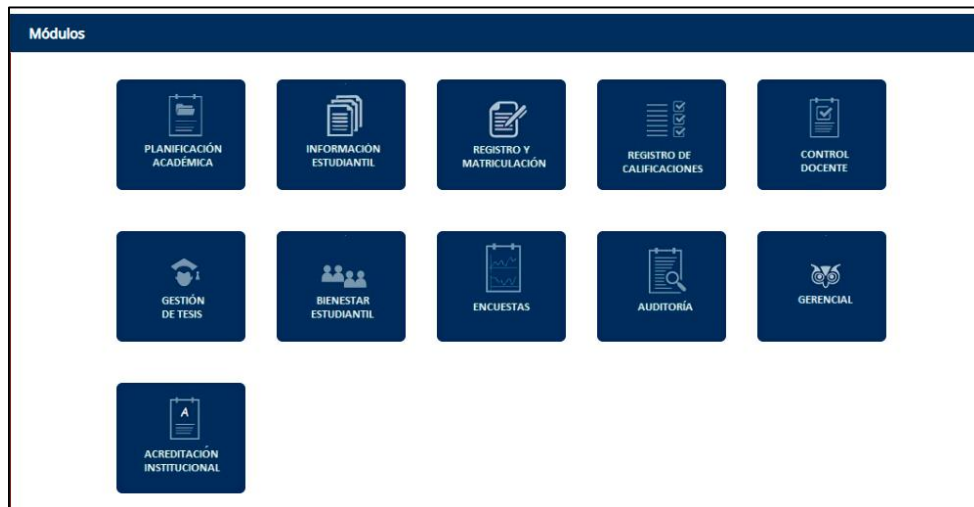 Módulos
PLANIFICACIÓN
ACADÉMICA
INFORMACIÓN
ESTUDIANTIL
REGISTRO Y
MATRICULACIÓN
REGISTRO DE
CALIFICACIONES
CONTROL
DOCENTE
GESTIÓN
DE TESIS
BIENESTAR
ESTUDIANTIL
ENCUESTAS
AUDITORÍA
GERENCIAL
A
ACREDITACIÓN
INSTITUCIONAL